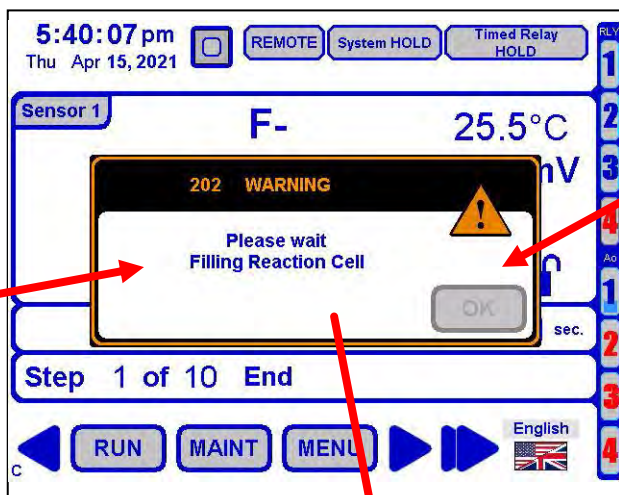 5:40:07 pm
Thu Apr 15, 2021
REMOTE
System HOLD
Timed Relay
HOLD
RLY
1
2
3
4
Sensor 1
F-
25.5°C
mV
202 WARNING
!
Please wait
Filling Reaction Cell
OK
sec.
Ao
1
2
3
4
Step 1 of 10 End
RUN
MAINT
MENU
English
C